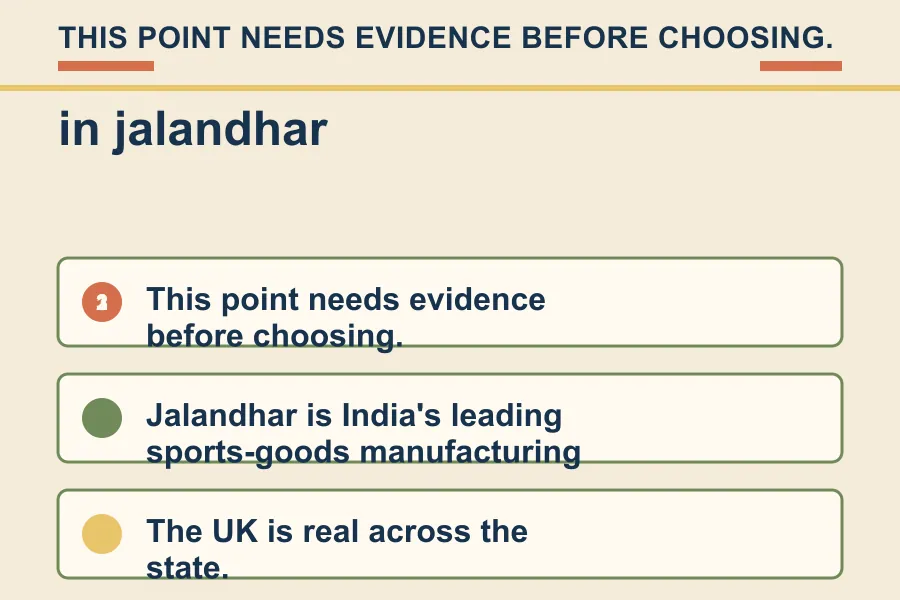 THIS POINT NEEDS EVIDENCE BEFORE CHOOSING.
in jalandhar
This point needs evidence
before choosing.
Jalandhar is India's leading
sports-goods manufacturing
The UK is real across the
state.